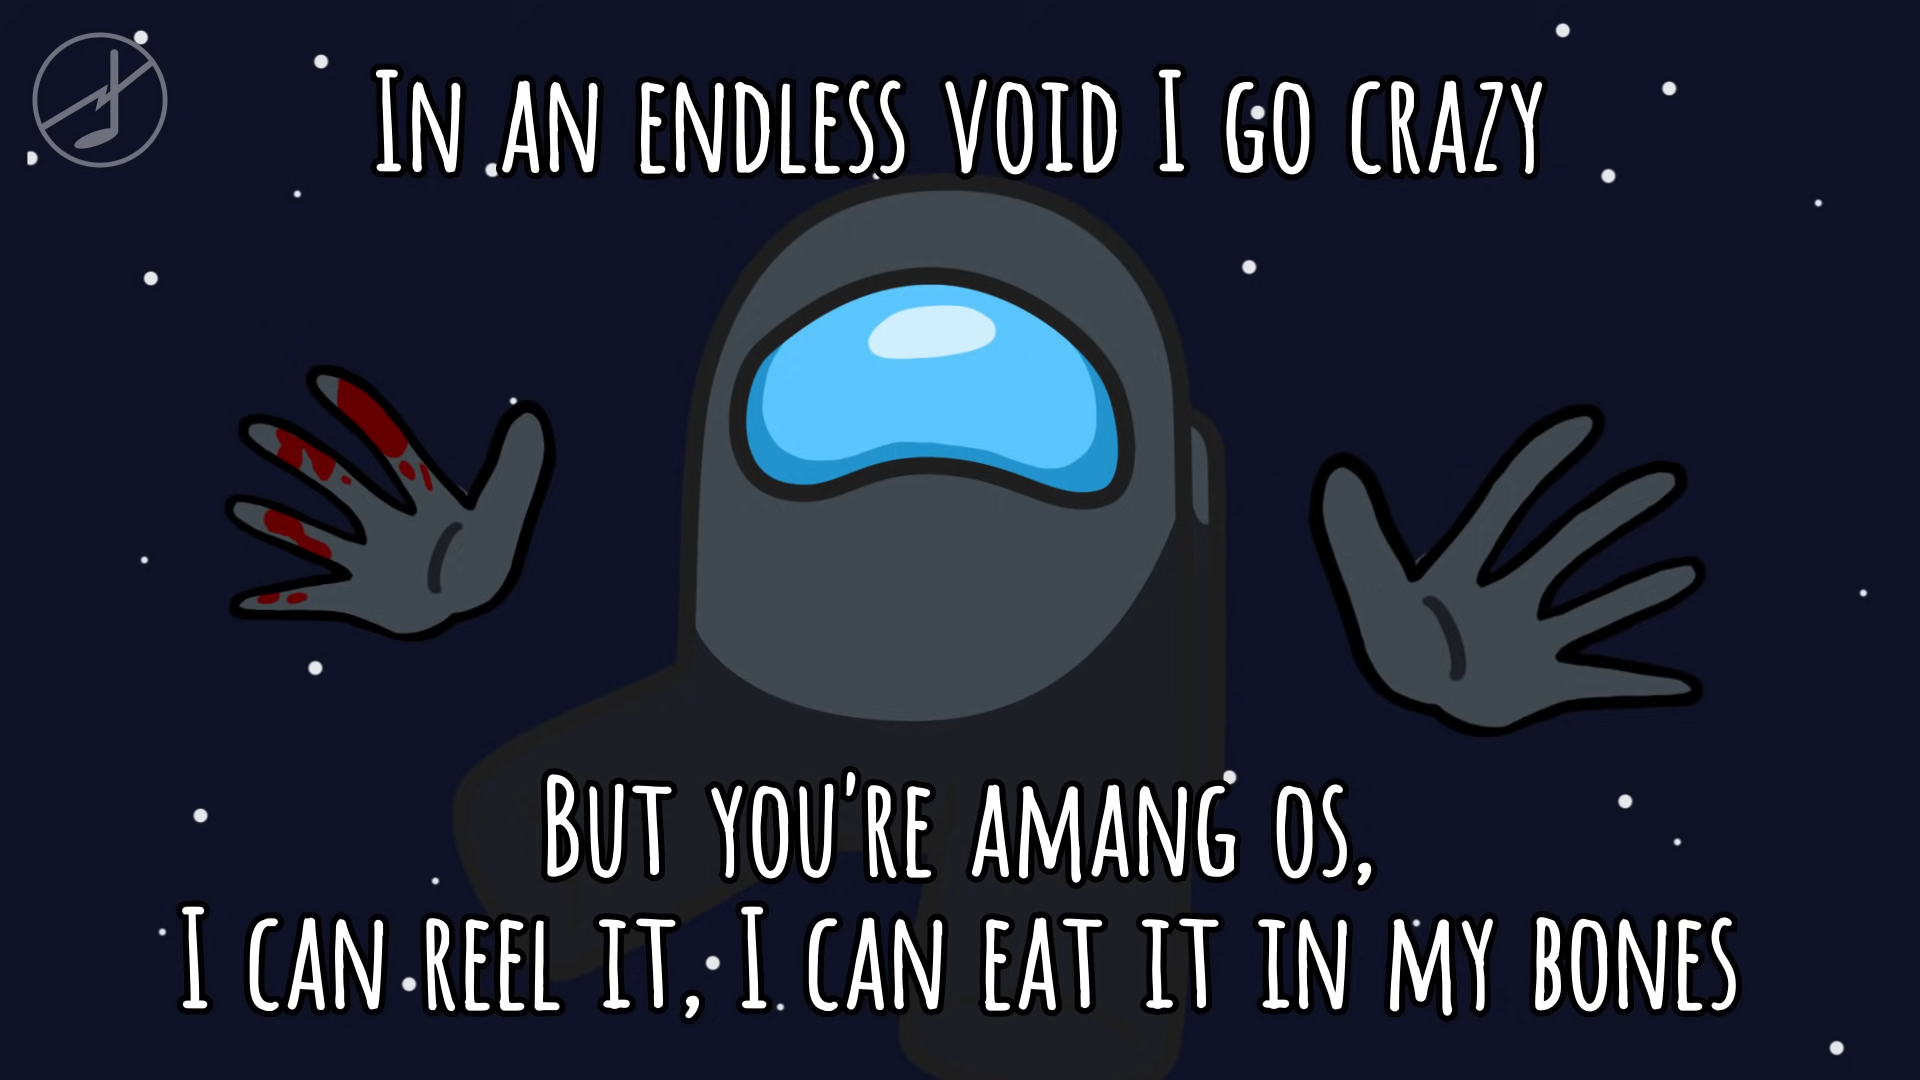 In an endless void I go crazy
But you're amang os,
I can reel it, I can eat it in my bones